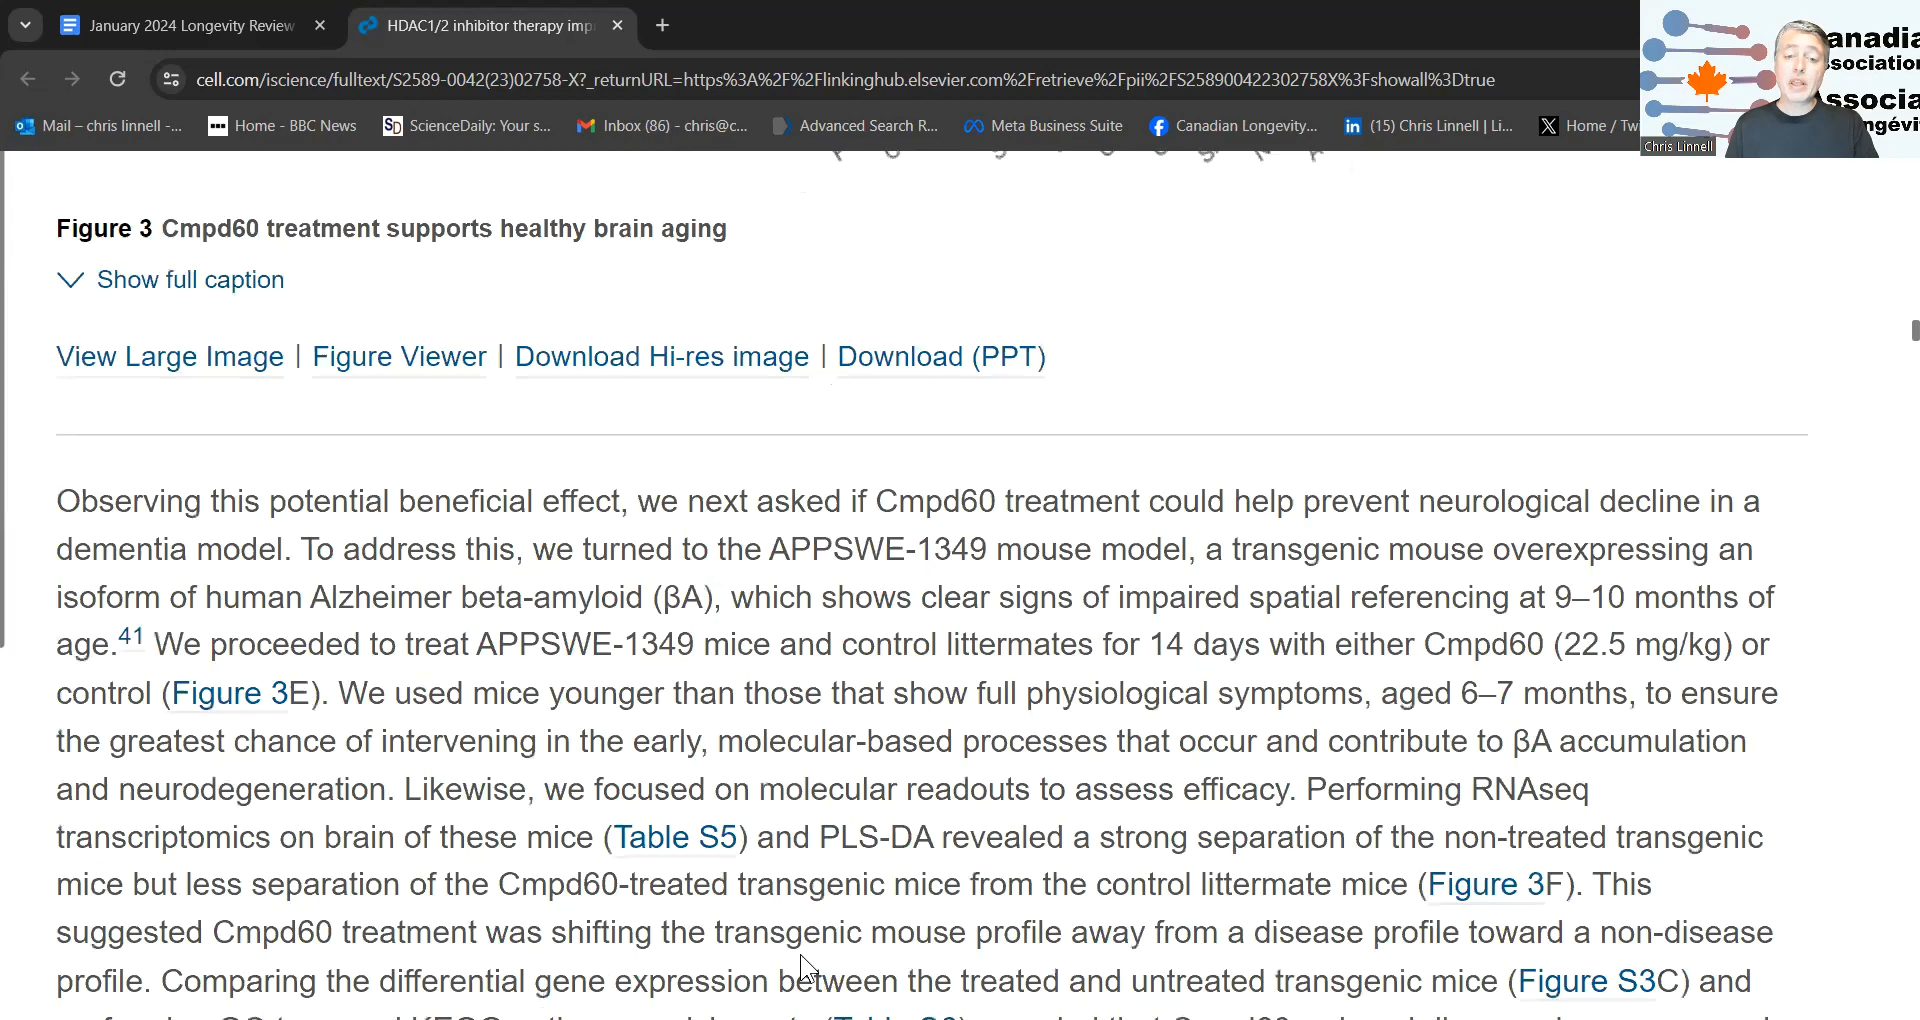 January 2024 Longevity Review
HDAC1/2 inhibitor therapy imp
cell.com/iscience/fulltext/S2589-0042(23)02758-X?_returnURL=https%3A%2F%2Flinkinghub.elsevier.com%2Fretrieve%2Fpii%2FS258900422302758X%3Fshowall%3Dtrue
Mail – chris linnell -... Home - BBC News ScienceDaily: Your s... Inbox (86) - chris@c... Advanced Search R... Meta Business Suite Canadian Longevity... (15) Chris Linnell | Li... Home / Twi
anadia
ssociation
ssocia
ngévi
Chris Linnell
Figure 3 Cmpd60 treatment supports healthy brain aging
Show full caption
View Large Image | Figure Viewer | Download Hi-res image | Download (PPT)
Observing this potential beneficial effect, we next asked if Cmpd60 treatment could help prevent neurological decline in a
dementia model. To address this, we turned to the APPSWE-1349 mouse model, a transgenic mouse overexpressing an
isoform of human Alzheimer beta-amyloid (βA), which shows clear signs of impaired spatial referencing at 9–10 months of
age.41 We proceeded to treat APPSWE-1349 mice and control littermates for 14 days with either Cmpd60 (22.5 mg/kg) or
control (Figure 3E). We used mice younger than those that show full physiological symptoms, aged 6–7 months, to ensure
the greatest chance of intervening in the early, molecular-based processes that occur and contribute to βA accumulation
and neurodegeneration. Likewise, we focused on molecular readouts to assess efficacy. Performing RNAseq
transcriptomics on brain of these mice (Table S5) and PLS-DA revealed a strong separation of the non-treated transgenic
mice but less separation of the Cmpd60-treated transgenic mice from the control littermate mice (Figure 3F). This
suggested Cmpd60 treatment was shifting the transgenic mouse profile away from a disease profile toward a non-disease
profile. Comparing the differential gene expression between the treated and untreated transgenic mice (Figure S3C) and